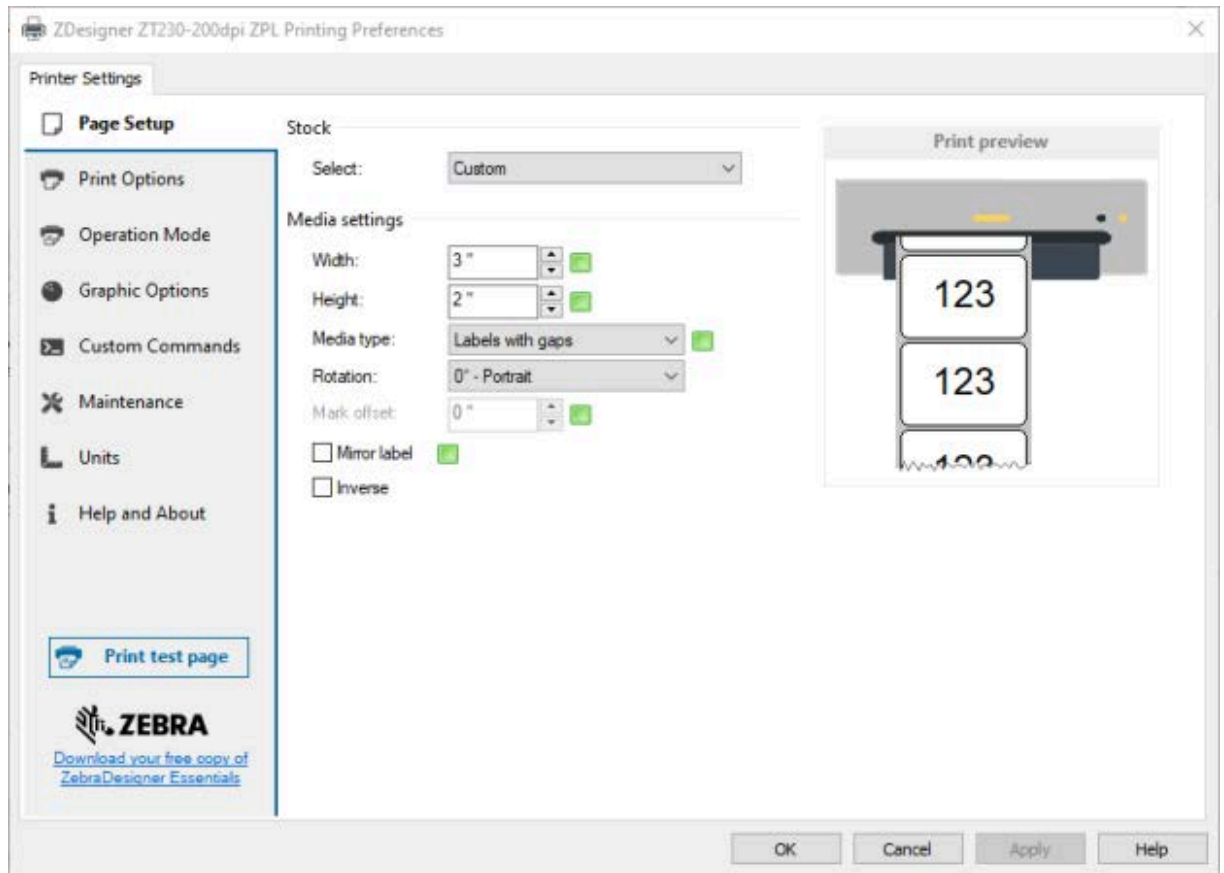 ZDesigner ZT230-200dpi ZPL Printing Preferences
Printer Settings
Page Setup
Print Options
Operation Mode
Graphic Options
Custom Commands
Maintenance
Units
Help and About
Print test page
ZEBRA
Download your free copy of
ZebraDesigner Essentials
Stock
Select: Custom
Media settings
Width: 3 "
Height: 2 "
Media type: Labels with gaps
Rotation: 0° - Portrait
Mark offset: 0 "
Mirror label
Inverse
Print preview
123
123
123
OK Cancel Apply Help